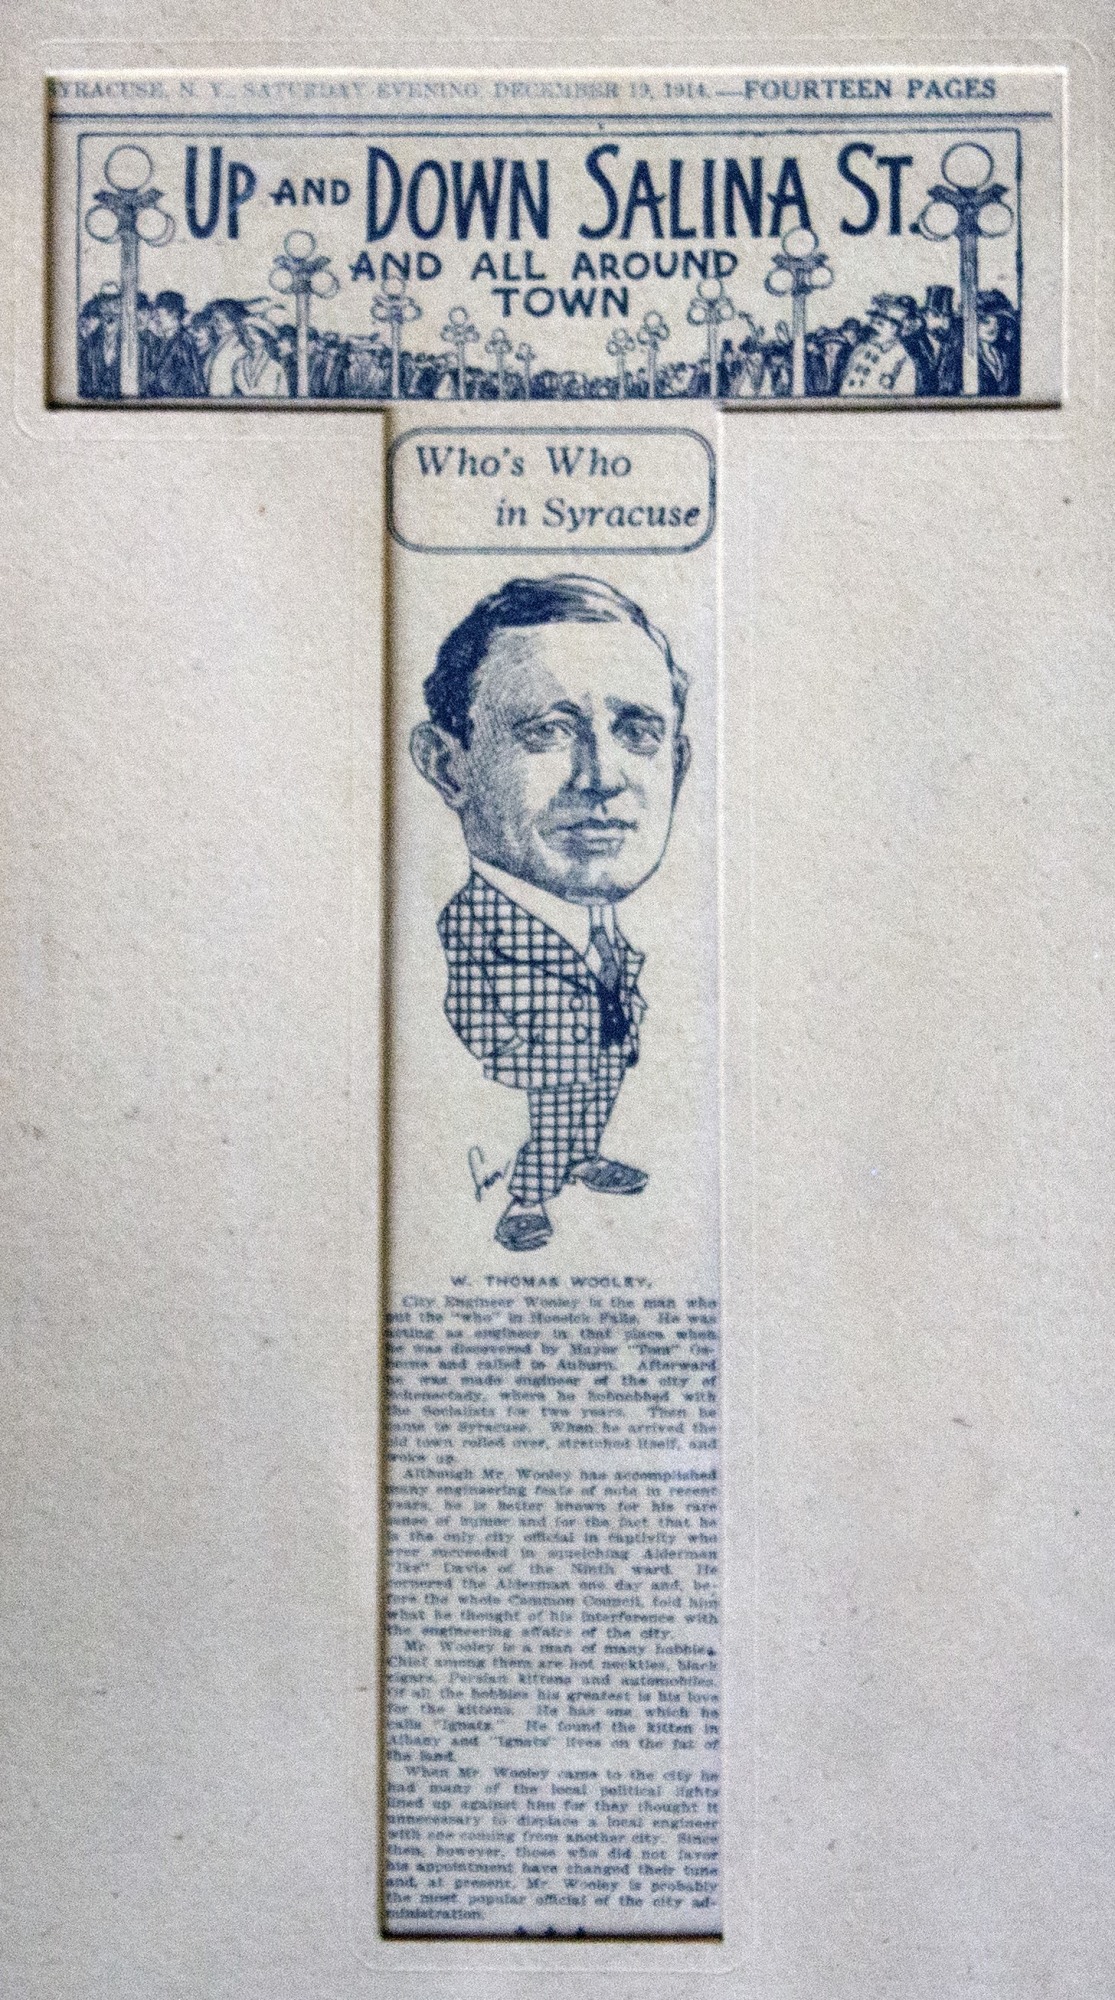 SYRACUSE, N. Y., SATURDAY EVENING, DECEMBER 19, 1914.—FOURTEEN PAGES
UP AND DOWN SALINA ST.
AND ALL AROUND
TOWN
Who's Who
in Syracuse
W. THOMAS WOOLEY.
City Engineer Wooley is the man who
put the "who" in Hoosick Falls. He was
acting as engineer in that place when
he was discovered by Mayor "Tom" Os-
borne and called to Auburn. Afterward
he was made engineer of the city of
Schenectady, where he hobnobbed with
the Socialists for two years. Then he
came to Syracuse. When he arrived the
old town rolled over, stretched itself, and
woke up.
Although Mr. Wooley has accomplished
many engineering feats of note in recent
years, he is better known for his rare
sense of humor and for the fact that he
is the only city official in captivity who
ever succeeded in squelching Alderman
"Ike" Davis of the Ninth ward. He
cornered the Alderman one day and, be-
fore the whole Common Council, told him
what he thought of his interference with
the engineering affairs of the city.
Mr. Wooley is a man of many hobbies.
Chief among them are hot neckties, black
cigars, Persian kittens and automobiles.
Of all the hobbies his greatest is his love
for the kittens. He has one which he
calls "Ignatz." He found the kitten in
Albany and "Ignatz" lives on the fat of
the land.
When Mr. Wooley came to the city he
had many of the local political lights
lined up against him for they thought it
unnecessary to displace a local engineer
with one coming from another city. Since
then, however, those who did not favor
his appointment have changed their tune
and, at present, Mr. Wooley is probably
the most popular official of the city ad-
ministration.